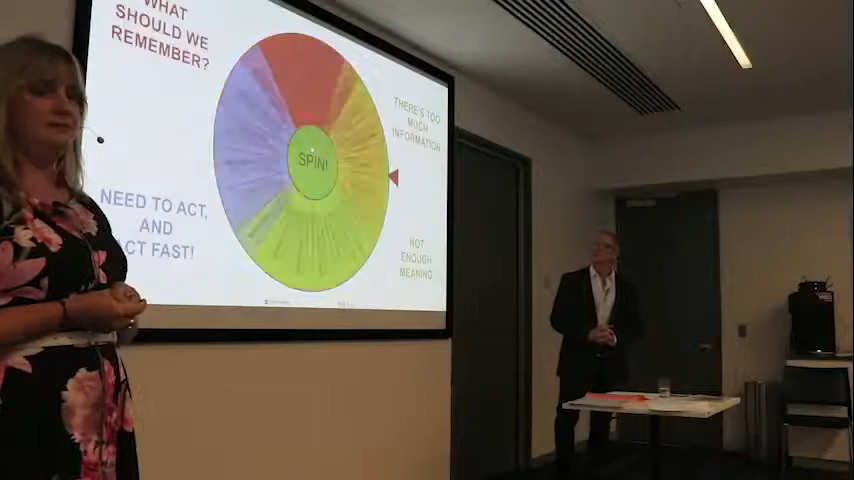 WHAT
SHOULD WE
REMEMBER?
THERE'S TOO
MUCH
INFORMATION
SPIN!
NEED TO ACT,
AND
ACT FAST!
NOT
ENOUGH
MEANING